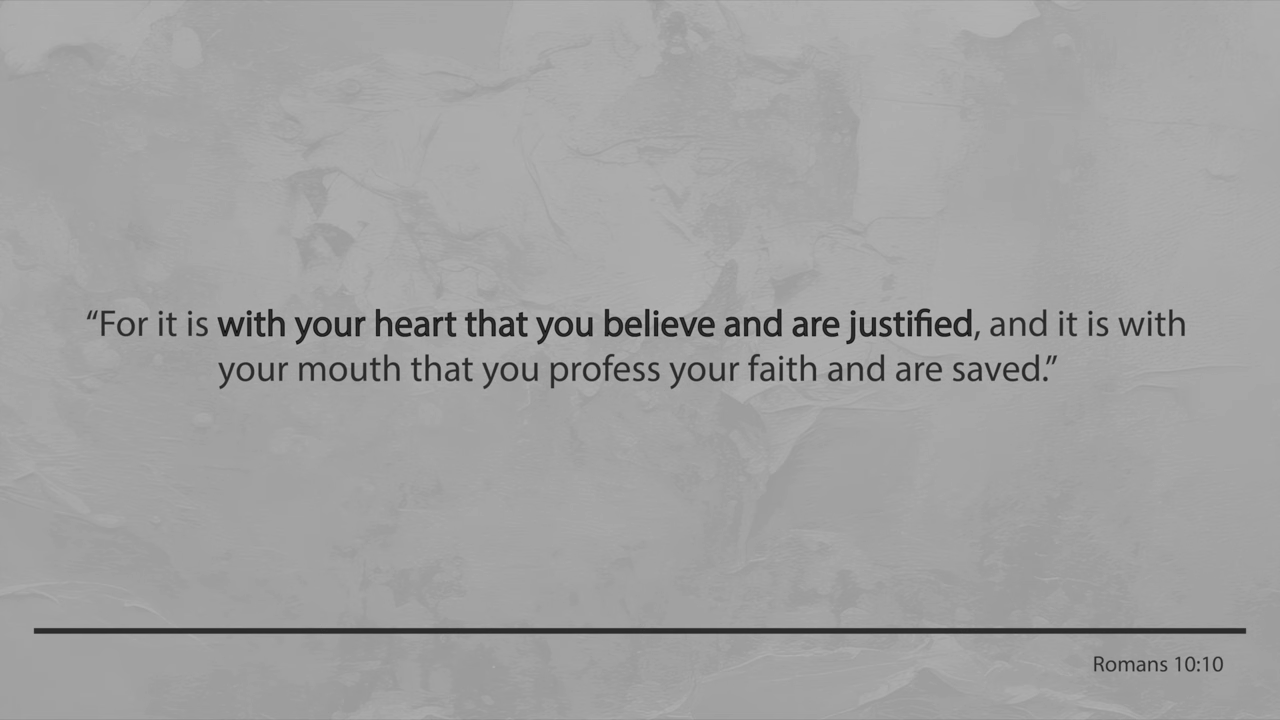 “For it is with your heart that you believe and are justified, and it is with
your mouth that you profess your faith and are saved.”
Romans 10:10